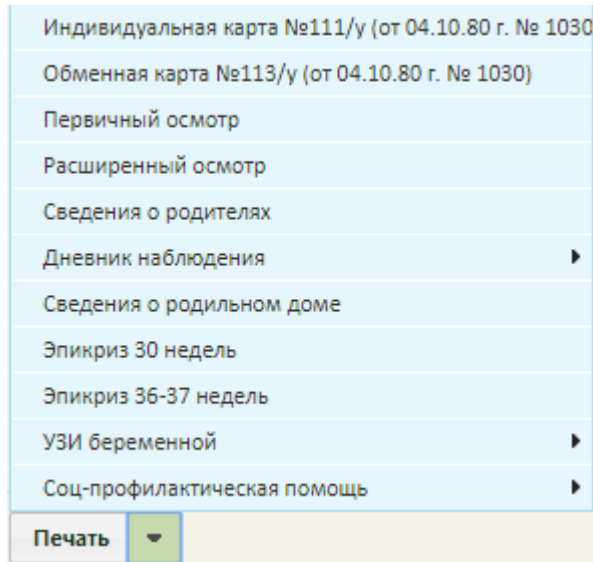 Индивидуальная карта №111/у (от 04.10.80 г. № 1030
Обменная карта №113/у (от 04.10.80 г. № 1030)
Первичный осмотр
Расширенный осмотр
Сведения о родителях
Дневник наблюдения
Сведения о родильном доме
Эпикриз 30 недель
Эпикриз 36-37 недель
УЗИ беременной
Соц-профилактическая помощь
Печать